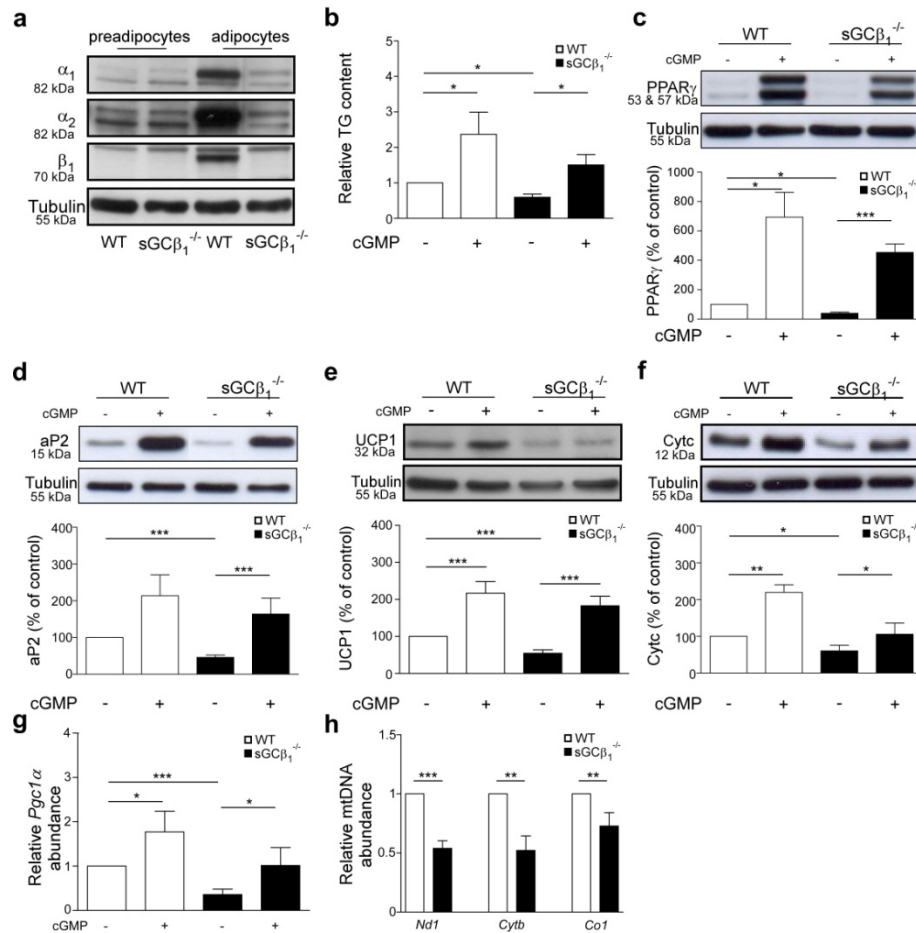 a
preadipocytes adipocytes
α1
82 kDa
α2
82 kDa
β1
70 kDa
Tubulin
55 kDa
WT sGCβ1-/- WT sGCβ1-/-
b
WT
sGCβ1-/-
Relative TG content
5
4
3
2
1
0
* * *
cGMP - + - +
c
WT sGCβ1-/-
cGMP - + - +
PPARγ
53 & 57 kDa
Tubulin
55 kDa
WT
sGCβ1-/-
PPARγ (% of control)
1000
800
600
400
200
0
* * ***
cGMP - + - +
d
WT sGCβ1-/-
cGMP - + - +
aP2
15 kDa
Tubulin
55 kDa
WT
sGCβ1-/-
aP2 (% of control)
400
300
200
100
0
*** ***
cGMP - + - +
e
WT sGCβ1-/-
cGMP - + - +
UCP1
32 kDa
Tubulin
55 kDa
WT
sGCβ1-/-
UCP1 (% of control)
400
300
200
100
0
*** *** ***
cGMP - + - +
f
WT sGCβ1-/-
cGMP - + - +
Cytc
12 kDa
Tubulin
55 kDa
WT
sGCβ1-/-
Cytc (% of control)
400
300
200
100
0
* ** *
cGMP - + - +
g
WT
sGCβ1-/-
Relative Pgc1α
abundance
4
3
2
1
0
*** * *
cGMP - + - +
h
WT
sGCβ1-/-
Relative mtDNA
abundance
1.5
1
0.5
0
*** ** **
Nd1 Cytb Co1